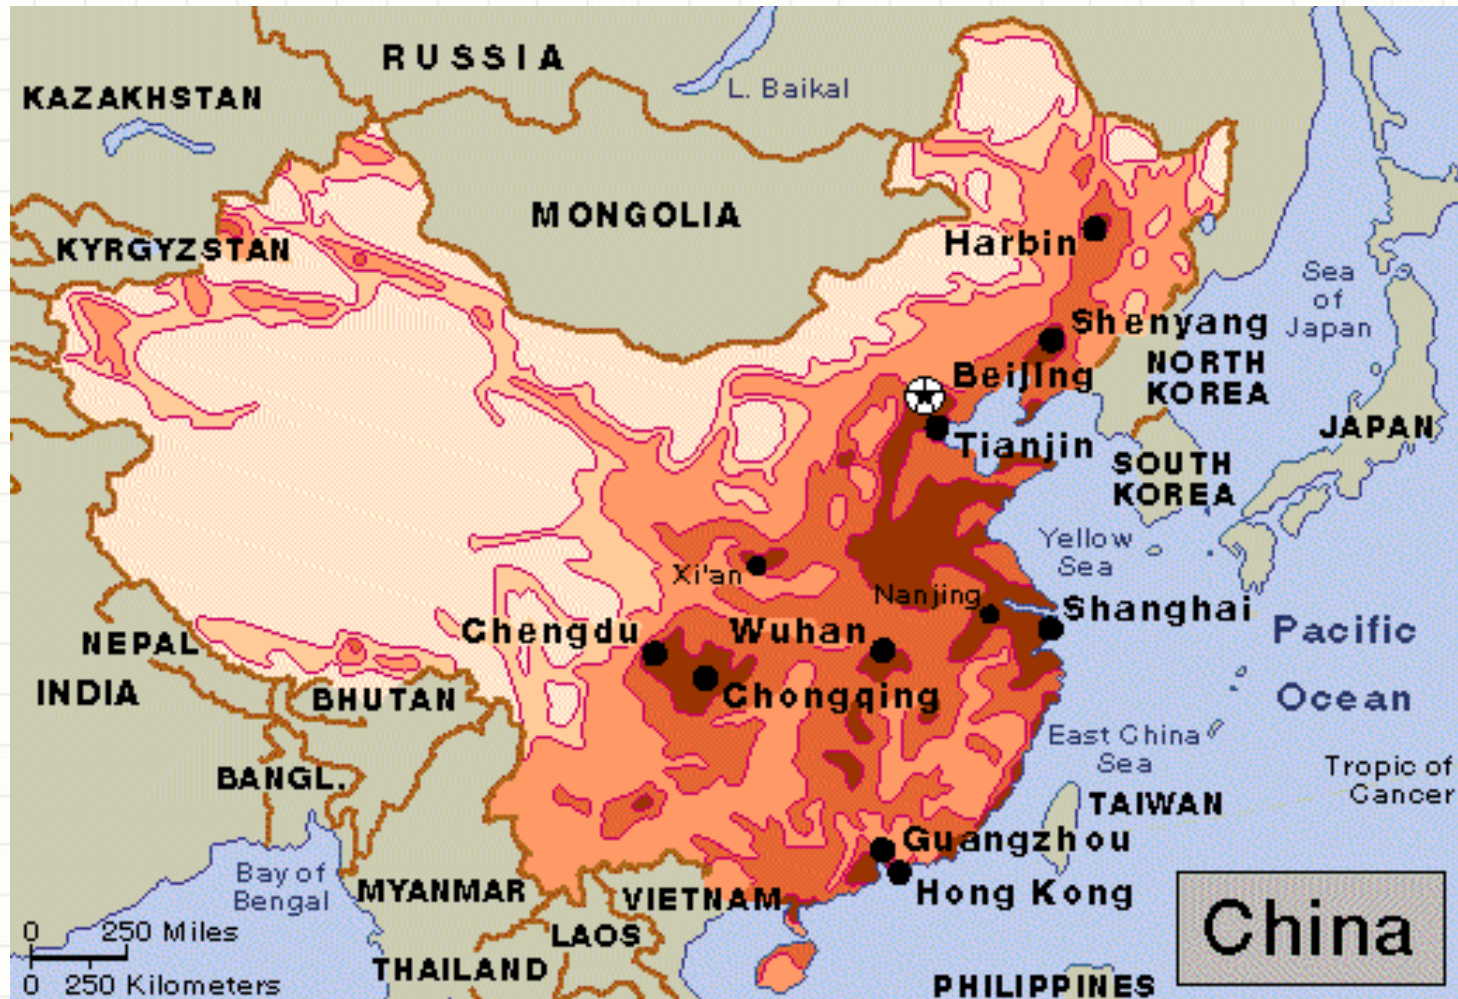 RUSSIA
KAZAKHSTAN
L. Baikal
MONGOLIA
KYRGYZSTAN
Harbin
Sea
of
Japan
Shenyang
NORTH
KOREA
Beijing
JAPAN
Tianjin
SOUTH
KOREA
Yellow
Sea
Xi'an
Nanjing
Shanghai
Chengdu
Wuhan
Pacific
Ocean
NEPAL
INDIA
BHUTAN
Chongqing
East China
Sea
BANGL.
Tropic of
Cancer
TAIWAN
Guangzhou
Bay of
Bengal
MYANMAR
VIETNAM
Hong Kong
China
0 250 Miles
LAOS
THAILAND
0 250 Kilometers
PHILIPPINES